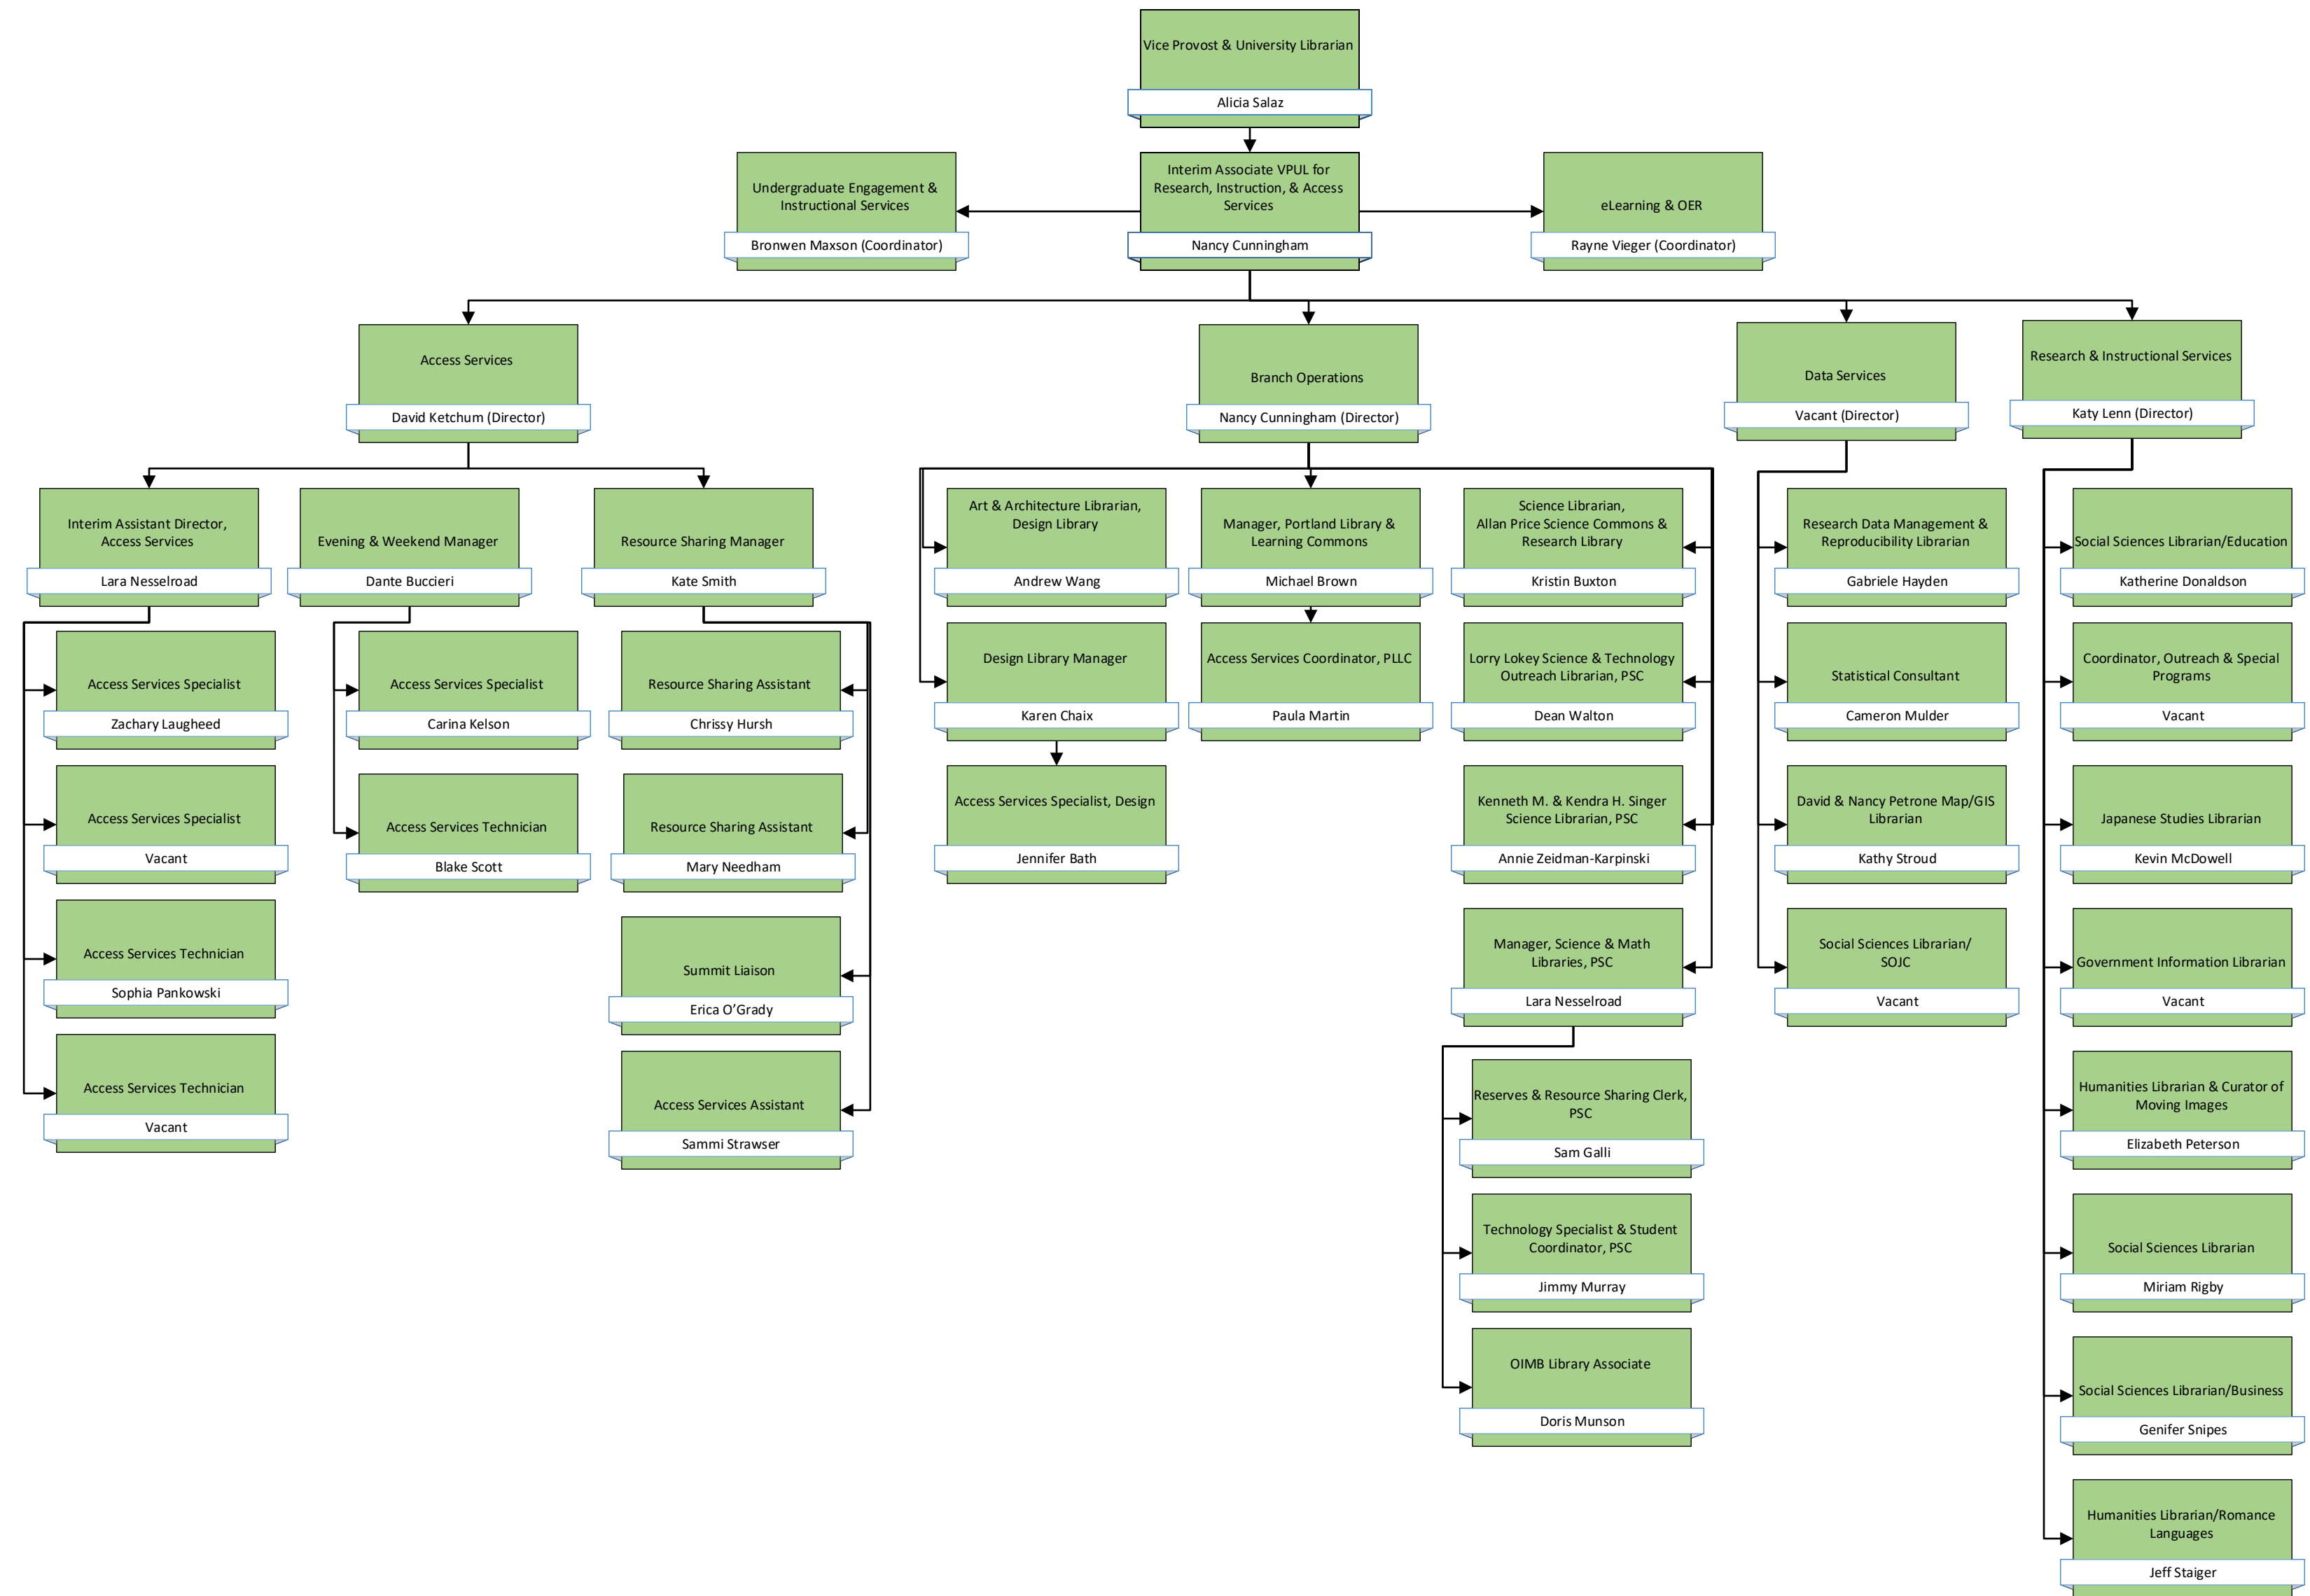 Vice Provost & University Librarian
Alicia Salaz
Undergraduate Engagement &
Instructional Services
Bronwen Maxson (Coordinator)
Interim Associate VPUL for
Research, Instruction, & Access
Services
Nancy Cunningham
eLearning & OER
Rayne Vieger (Coordinator)
Access Services
David Ketchum (Director)
Branch Operations
Nancy Cunningham (Director)
Data Services
Vacant (Director)
Research & Instructional Services
Katy Lenn (Director)
Interim Assistant Director,
Access Services
Lara Nesselroad
Evening & Weekend Manager
Dante Buccieri
Resource Sharing Manager
Kate Smith
Art & Architecture Librarian,
Design Library
Andrew Wang
Manager, Portland Library &
Learning Commons
Michael Brown
Science Librarian,
Allan Price Science Commons &
Research Library
Kristin Buxton
Research Data Management &
Reproducibility Librarian
Gabriele Hayden
Social Sciences Librarian/Education
Katherine Donaldson
Access Services Specialist
Zachary Laugheed
Access Services Specialist
Carina Kelson
Resource Sharing Assistant
Chrissy Hursh
Design Library Manager
Karen Chaix
Access Services Coordinator, PLLC
Paula Martin
Lorry Lokey Science & Technology
Outreach Librarian, PSC
Dean Walton
Statistical Consultant
Cameron Mulder
Coordinator, Outreach & Special
Programs
Vacant
Access Services Specialist
Vacant
Access Services Technician
Blake Scott
Resource Sharing Assistant
Mary Needham
Access Services Specialist, Design
Jennifer Bath
Kenneth M. & Kendra H. Singer
Science Librarian, PSC
Annie Zeidman-Karpinski
David & Nancy Petrone Map/GIS
Librarian
Kathy Stroud
Japanese Studies Librarian
Kevin McDowell
Access Services Technician
Sophia Pankowski
Summit Liaison
Erica O’Grady
Manager, Science & Math
Libraries, PSC
Lara Nesselroad
Social Sciences Librarian/
SOJC
Vacant
Government Information Librarian
Vacant
Access Services Technician
Vacant
Access Services Assistant
Sammi Strawser
Reserves & Resource Sharing Clerk,
PSC
Sam Galli
Humanities Librarian & Curator of
Moving Images
Elizabeth Peterson
Technology Specialist & Student
Coordinator, PSC
Jimmy Murray
Social Sciences Librarian
Miriam Rigby
OIMB Library Associate
Doris Munson
Social Sciences Librarian/Business
Genifer Snipes
Humanities Librarian/Romance
Languages
Jeff Staiger